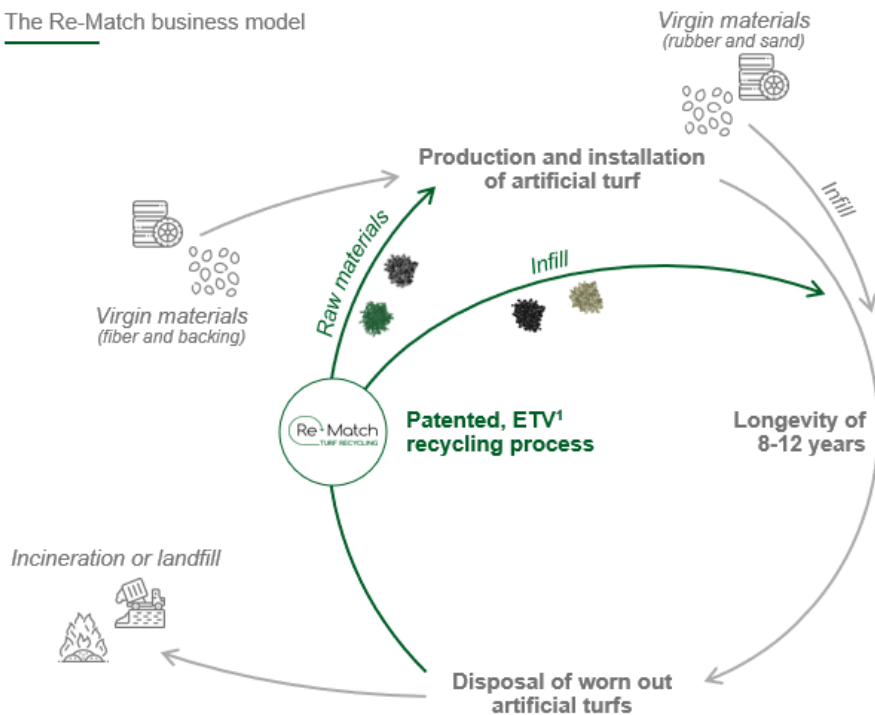 The Re-Match business model
Virgin materials
(rubber and sand)
Production and installation
of artificial turf
Infill
Raw materials
Infill
Virgin materials
(fiber and backing)
Re-Match
TURF RECYCLING
Patented, ETV¹
recycling process
Longevity of
8-12 years
Incineration or landfill
Disposal of worn out
artificial turfs